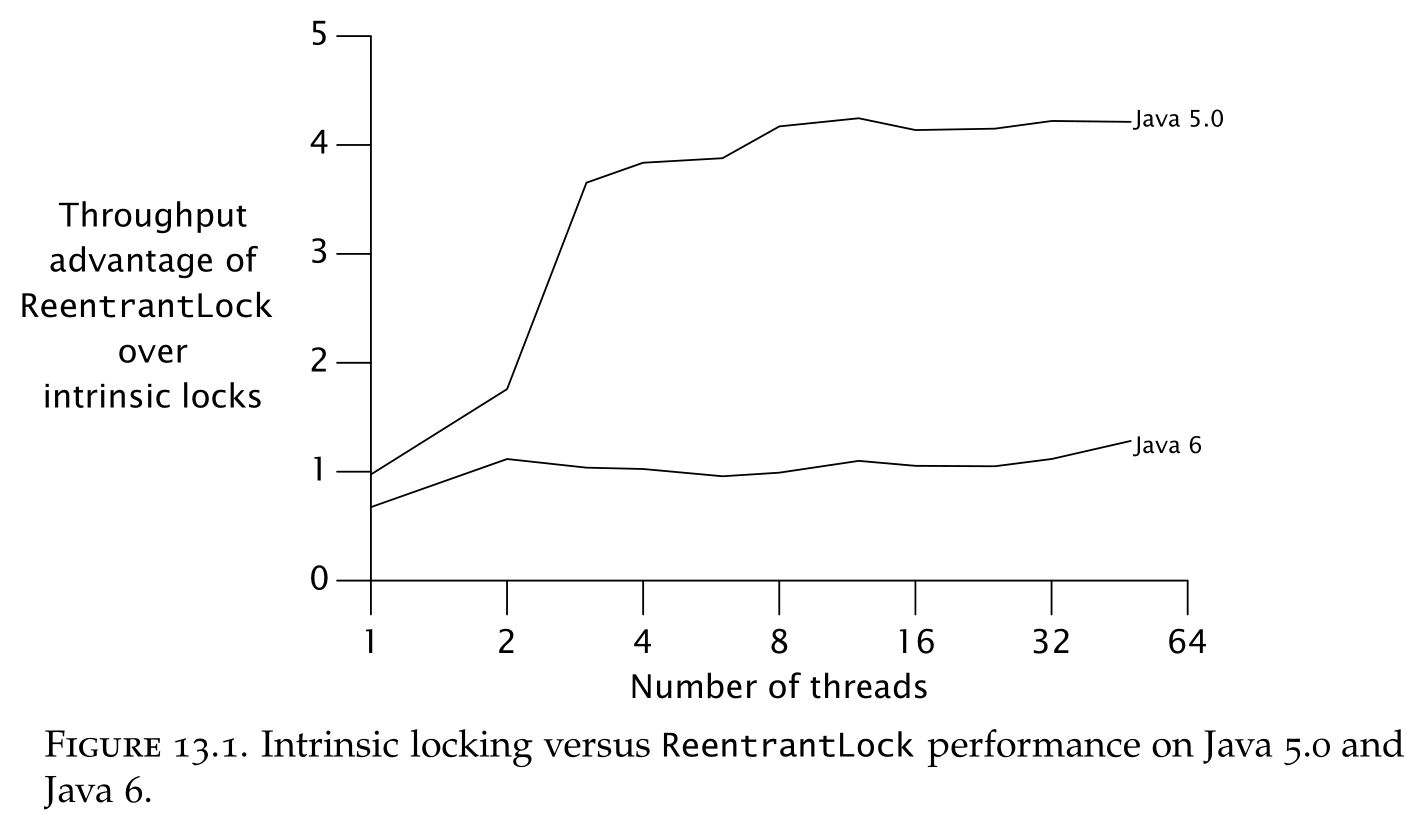 5
4
3
2
1
0
Throughput
advantage of
ReentrantLock
over
intrinsic locks
Java 5.0
Java 6
1 2 4 8 16 32 64
Number of threads
Figure 13.1. Intrinsic locking versus ReentrantLock performance on Java 5.0 and
Java 6.